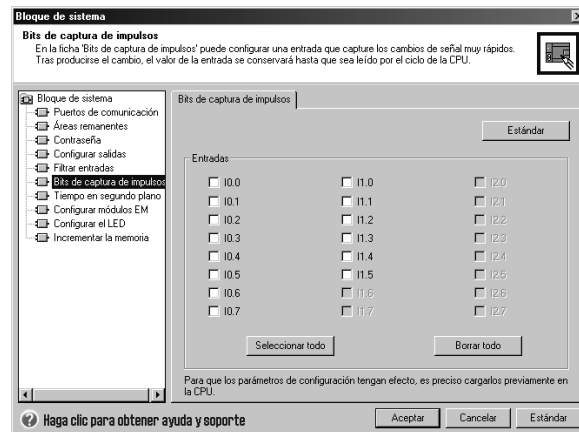 Bloque de sistema
Bits de captura de impulsos
En la ficha 'Bits de captura de impulsos' puede configurar una entrada que capture los cambios de señal muy rápidos.
Tras producirse el cambio, el valor de la entrada se conservará hasta que sea leído por el ciclo de la CPU.
Bloque de sistema
Puertos de comunicación
Áreas remanentes
Contraseña
Configurar salidas
Filtrar entradas
Bits de captura de impulsos
Tiempo en segundo plano
Configurar módulos EM
Configurar el LED
Incrementar la memoria
Bits de captura de impulsos
Estándar
Entradas
I0.0 I1.0 I2.0
I0.1 I1.1 I2.1
I0.2 I1.2 I2.2
I0.3 I1.3 I2.3
I0.4 I1.4 I2.4
I0.5 I1.5 I2.5
I0.6 I1.6 I2.6
I0.7 I1.7 I2.7
Seleccionar todo Borrar todo
Para que los parámetros de configuración tengan efecto, es preciso cargarlos previamente en
la CPU.
Haga clic para obtener ayuda y soporte
Aceptar Cancelar Estándar